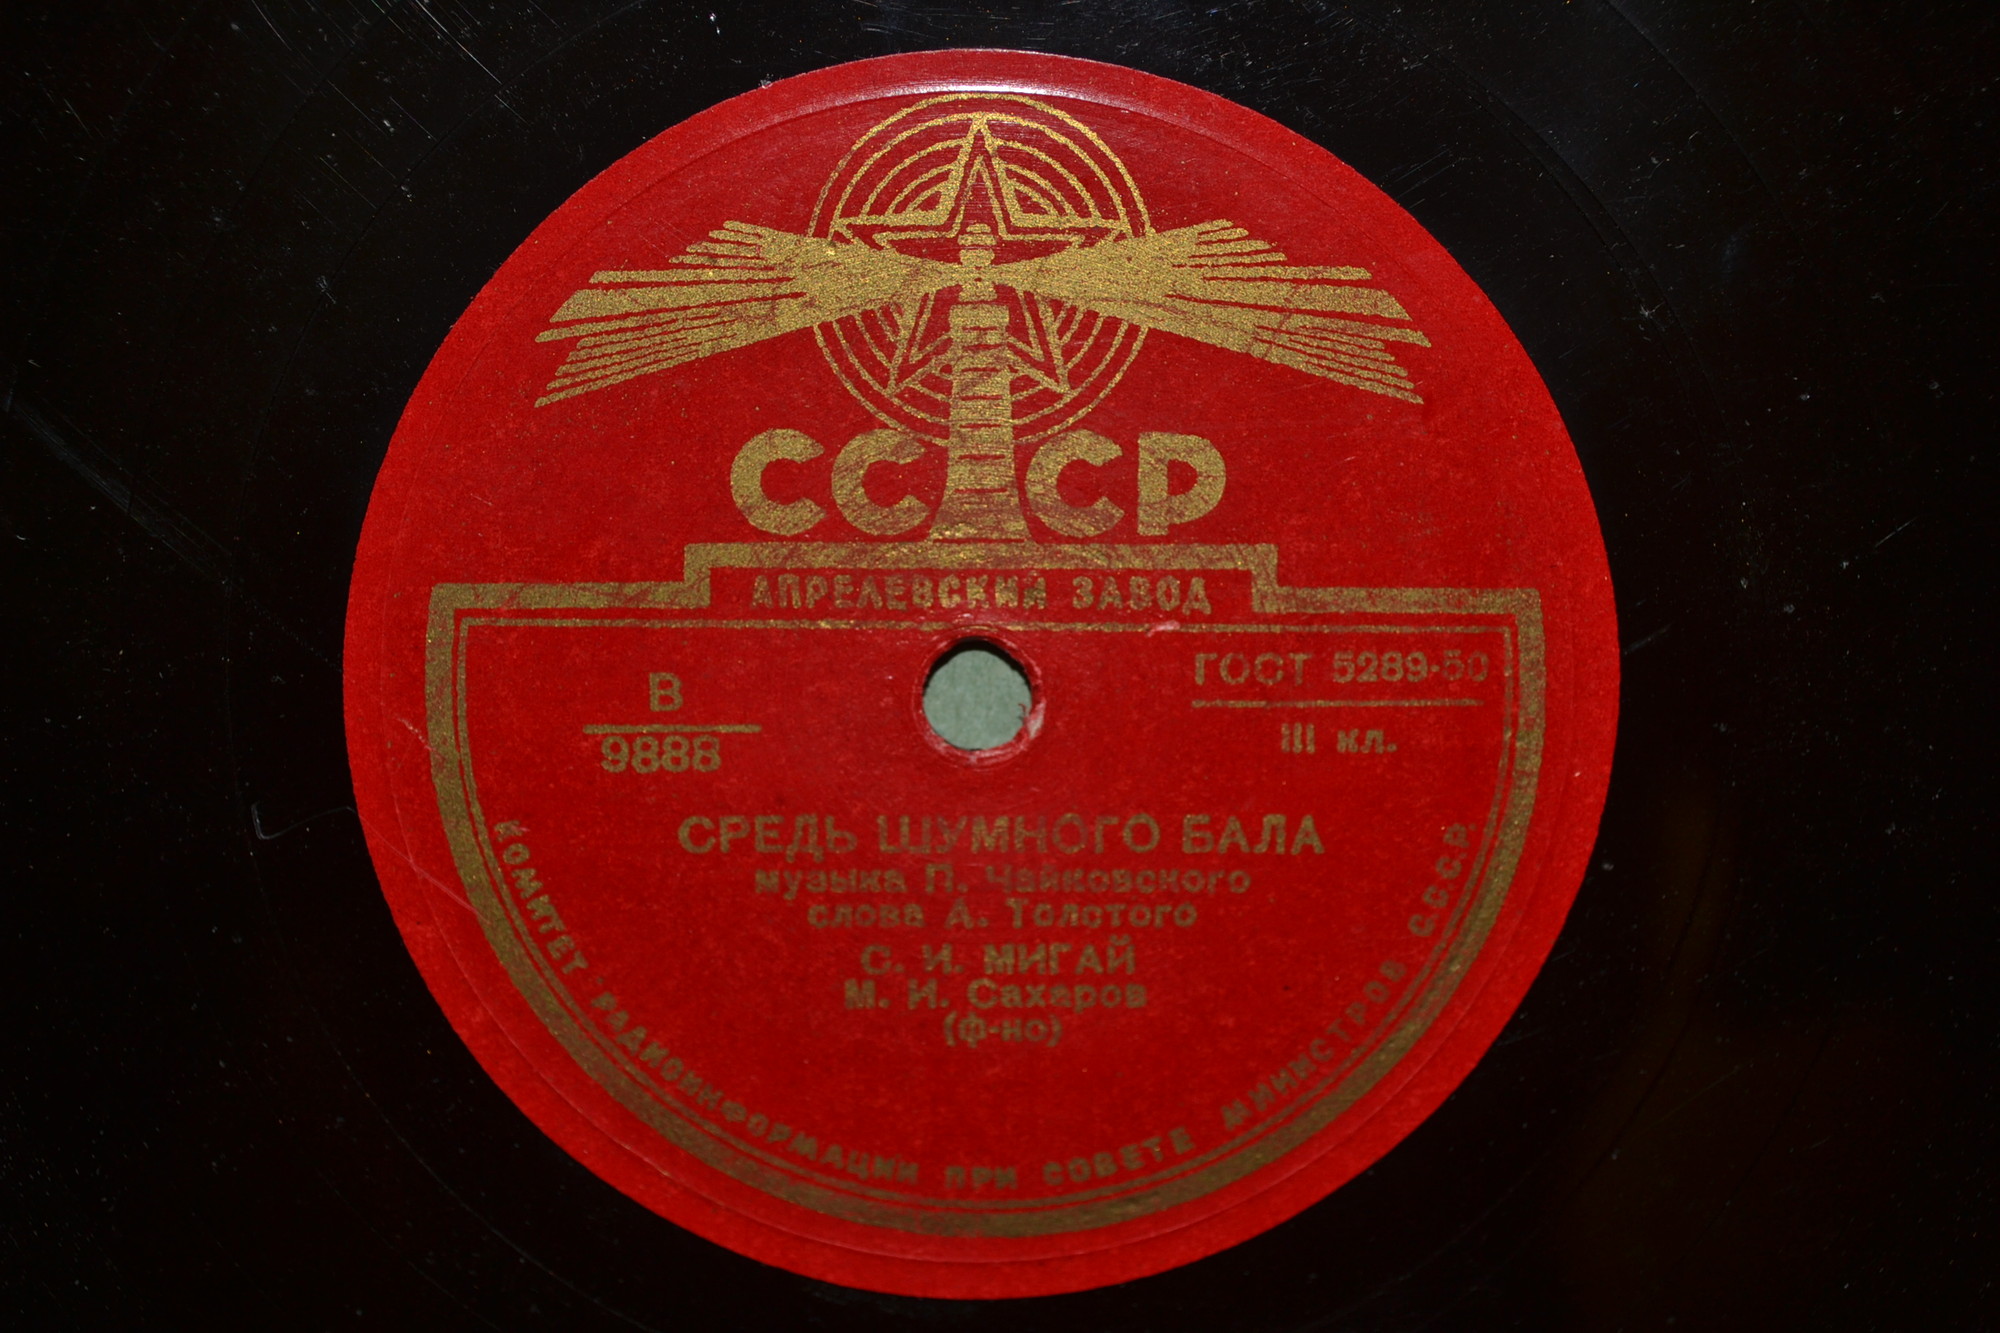 СССР
АПРЕЛЕВСКИЙ ЗАВОД
В
9888
ГОСТ 5289-50
III кл.
СРЕДЬ ШУМНОГО БАЛА
музыка П. Чайковского
слова А. Толстого
С. И. МИГАЙ
М. И. Сахаров
(ф-но)
КОМИТЕТ РАДИОИНФОРМАЦИИ ПРИ СОВЕТЕ МИНИСТРОВ С.С.С.Р.